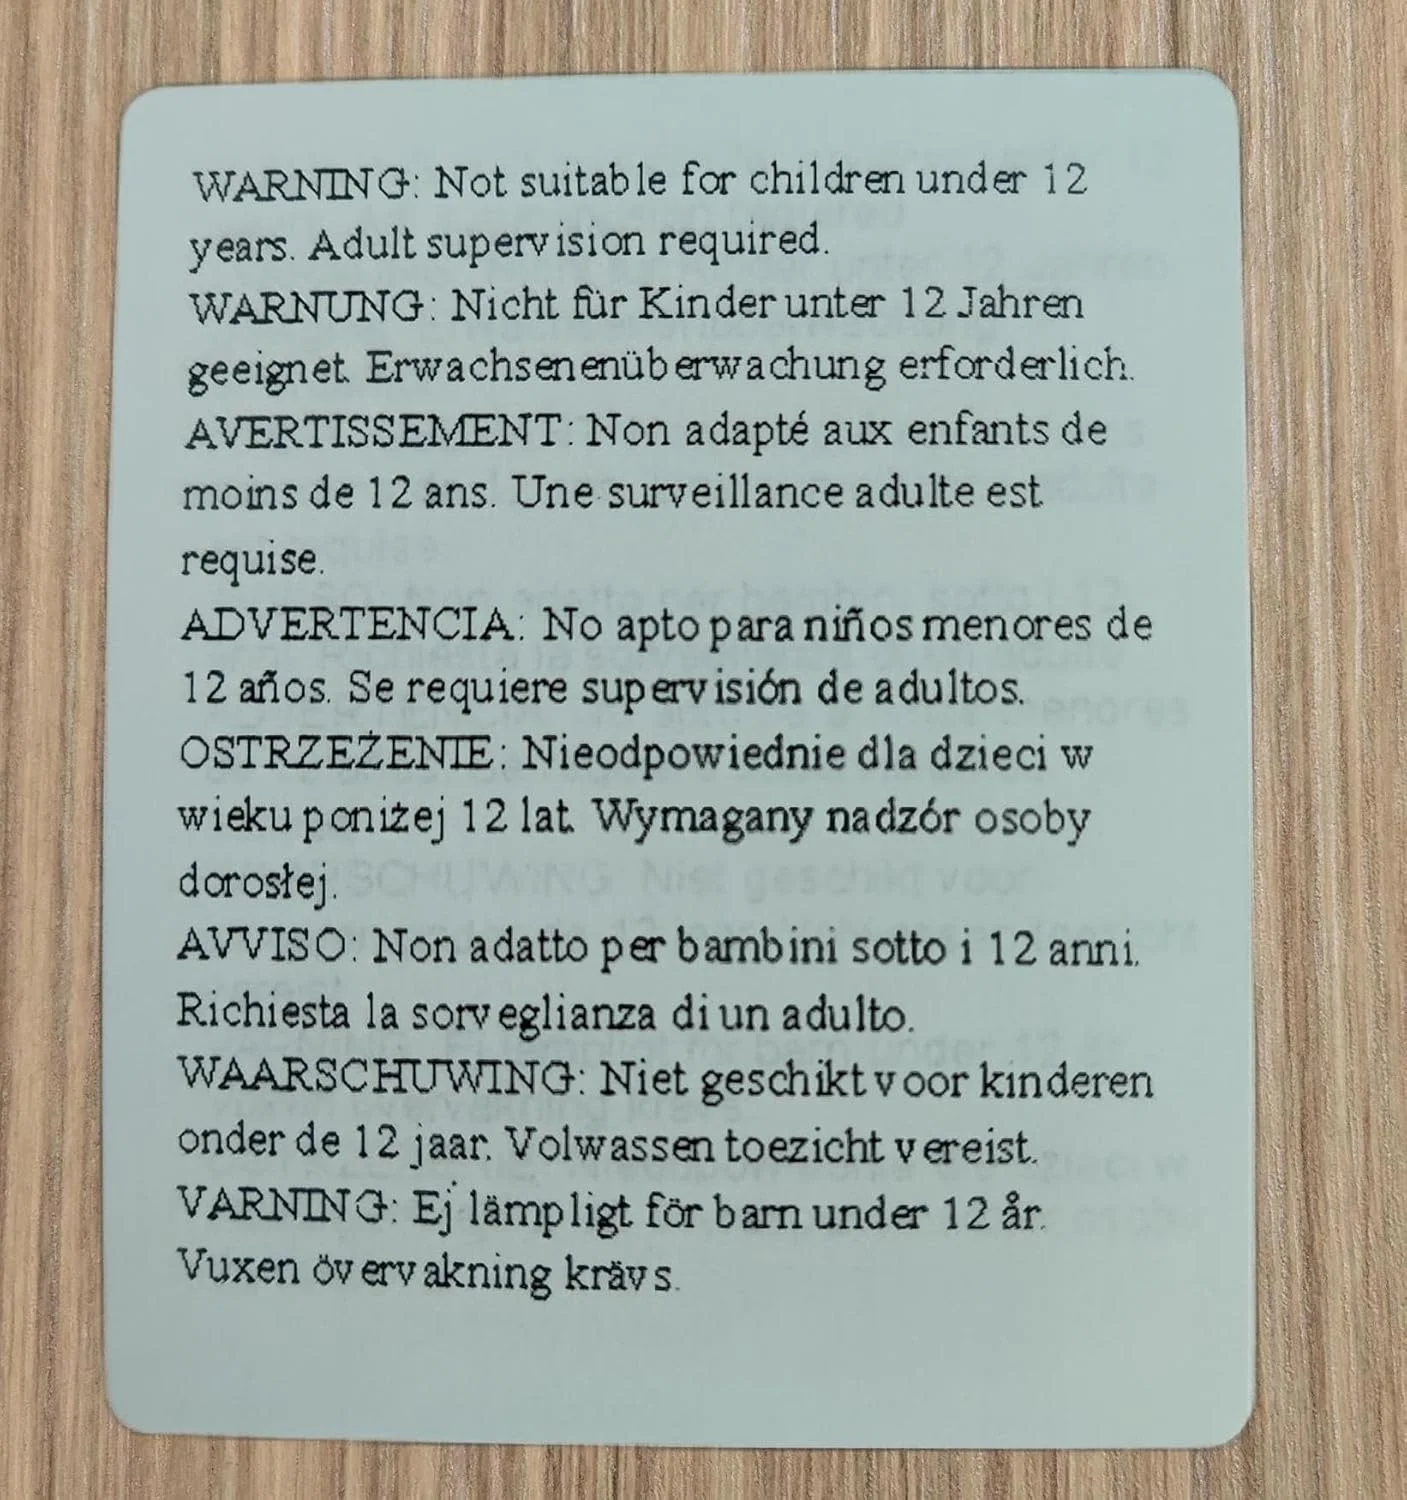 WARNING: Not suitable for children under 12
years. Adult supervision required.
WARNUNG: Nicht für Kinder unter 12 Jahren
geeignet. Erwachsenenüberwachung erforderlich.
AVERTISSEMENT: Non adapté aux enfants de
moins de 12 ans. Une surveillance adulte est
requise.
ADVERTENCIA: No apto para niños menores de
12 años. Se requiere supervisión de adultos.
OSTRZEŻENIE: Nieodpowiednie dla dzieci w
wieku poniżej 12 lat. Wymagany nadzór osoby
dorosłej.
AVVISO: Non adatto per bambini sotto i 12 anni.
Richiesta la sorveglianza di un adulto.
WAARSCHUWING: Niet geschikt voor kinderen
onder de 12 jaar. Volwassen toezicht vereist.
VARNING: Ej lämpligt för barn under 12 år.
Vuxen övervakning krävs.